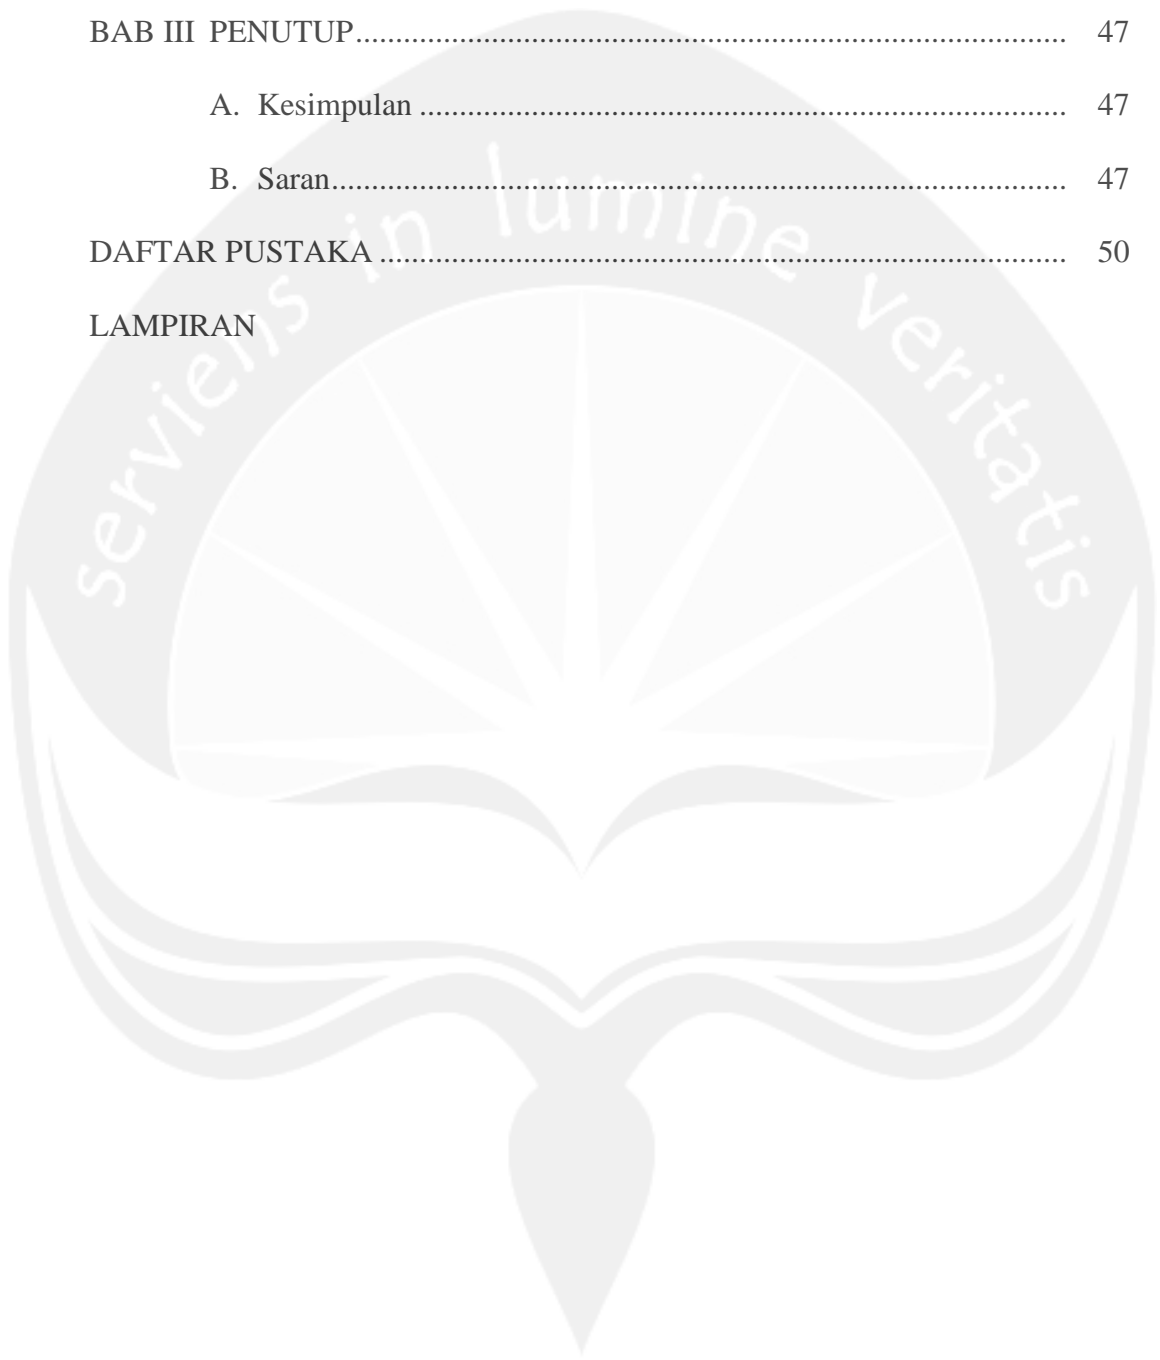 BAB III PENUTUP........................................................................................ 47
A. Kesimpulan ................................................................................ 47
B. Saran........................................................................................... 47
DAFTAR PUSTAKA ..................................................................................... 50
LAMPIRAN
serviens in lumine veritatis